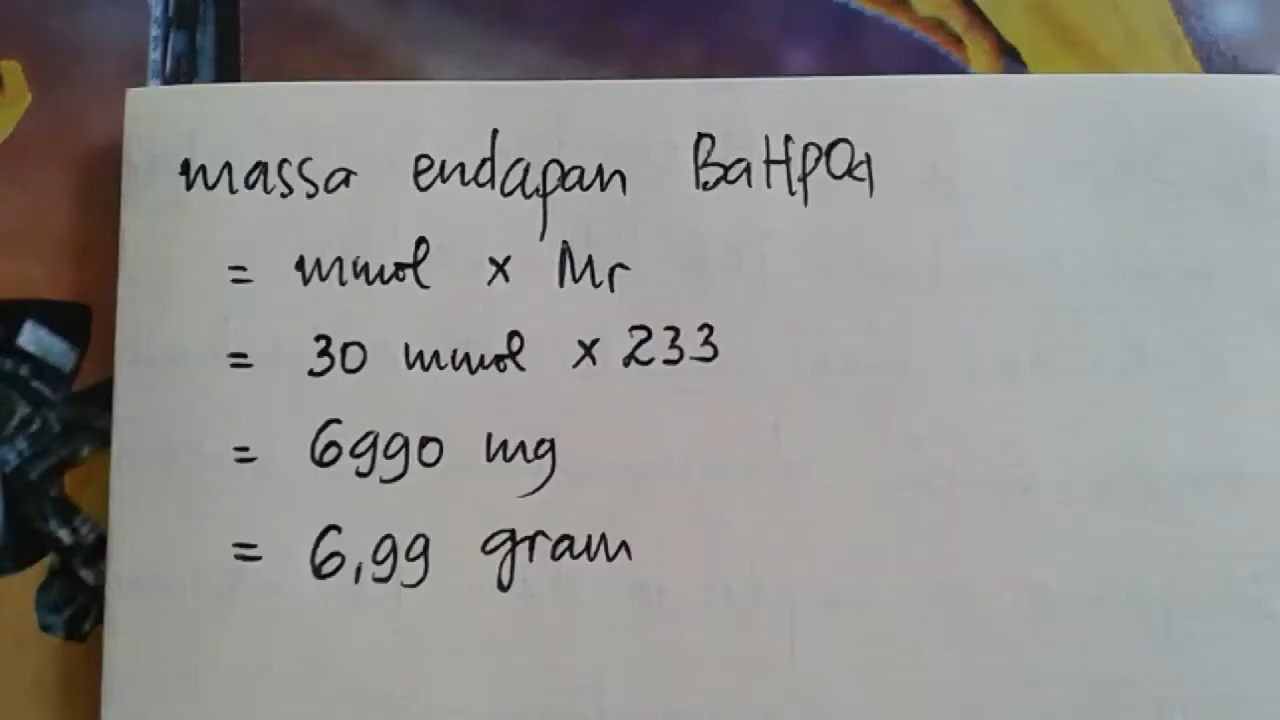 massa endapan BaHPO4
= mmol x Mr
= 30 mmol x 233
= 6990 mg
= 6,99 gram